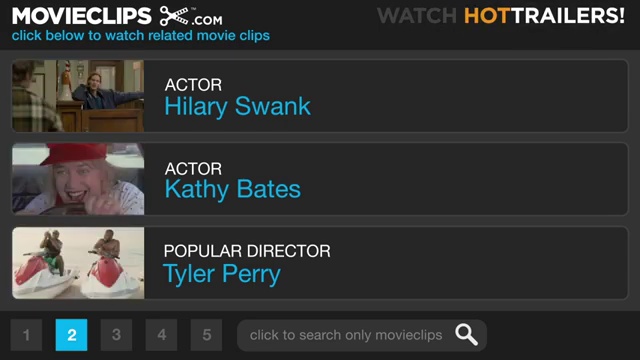 MOVIECLIPS .COM
WATCH HOTTRAILERS!
click below to watch related movie clips
ACTOR
Hilary Swank
ACTOR
Kathy Bates
POPULAR DIRECTOR
Tyler Perry
1 2 3 4 5 click to search only movieclips